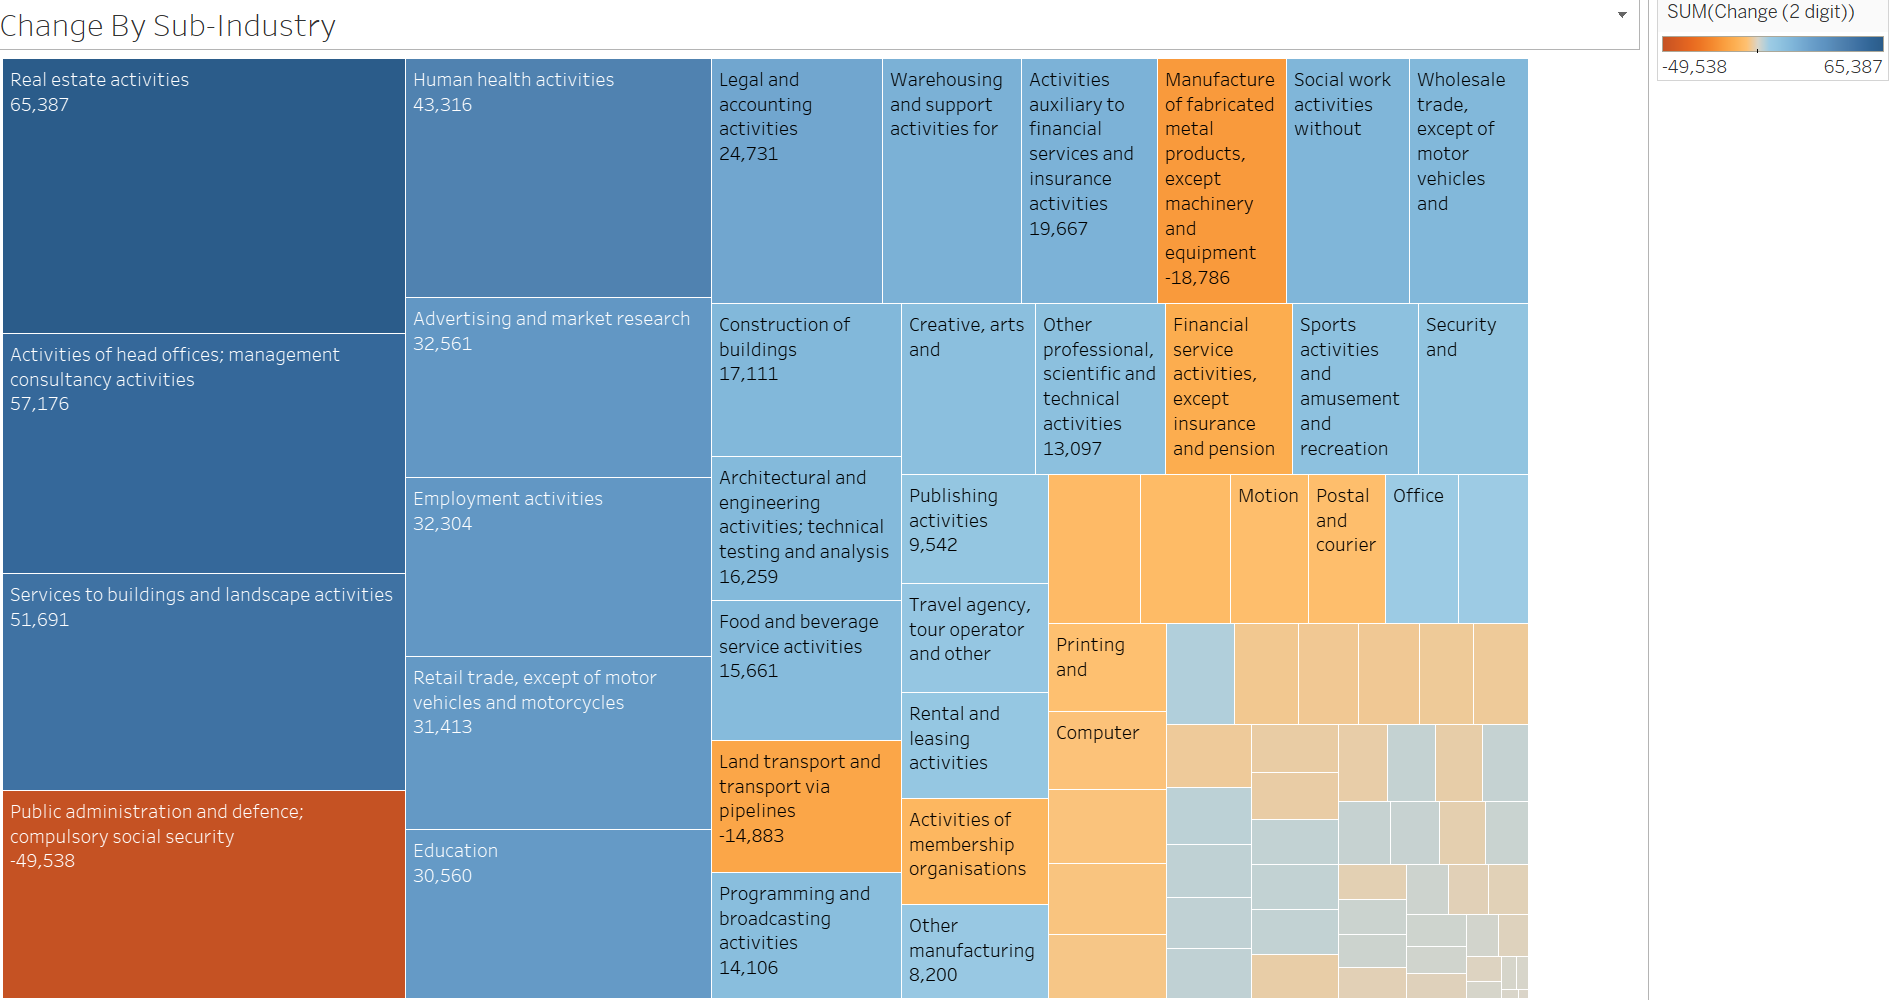 Change By Sub-Industry
SUM(Change (2 digit))
-49,538
65,387
Real estate activities
65,387
Activities of head offices; management
consultancy activities
57,176
Services to buildings and landscape activities
51,691
Public administration and defence;
compulsory social security
-49,538
Human health activities
43,316
Advertising and market research
32,561
Employment activities
32,304
Retail trade, except of motor
vehicles and motorcycles
31,413
Education
30,560
Legal and
accounting
activities
24,731
Warehousing
and support
activities for
Activities
auxiliary to
financial
services and
insurance
activities
19,667
Manufacture
of fabricated
metal
products,
except
machinery
and
equipment
-18,786
Social work
activities
without
Wholesale
trade,
except of
motor
vehicles
and
Construction of
buildings
17,111
Architectural and
engineering
activities; technical
testing and analysis
16,259
Food and beverage
service activities
15,661
Land transport and
transport via
pipelines
-14,883
Programming and
broadcasting
activities
14,106
Creative, arts
and
Other
professional,
scientific and
technical
activities
13,097
Financial
service
activities,
except
insurance
and pension
Sports
activities
and
amusement
and
recreation
Security
and
Publishing
activities
9,542
Travel agency,
tour operator
and other
Rental and
leasing
activities
Activities of
membership
organisations
Other
manufacturing
8,200
Motion
Postal
and
courier
Office
Printing
and
Computer